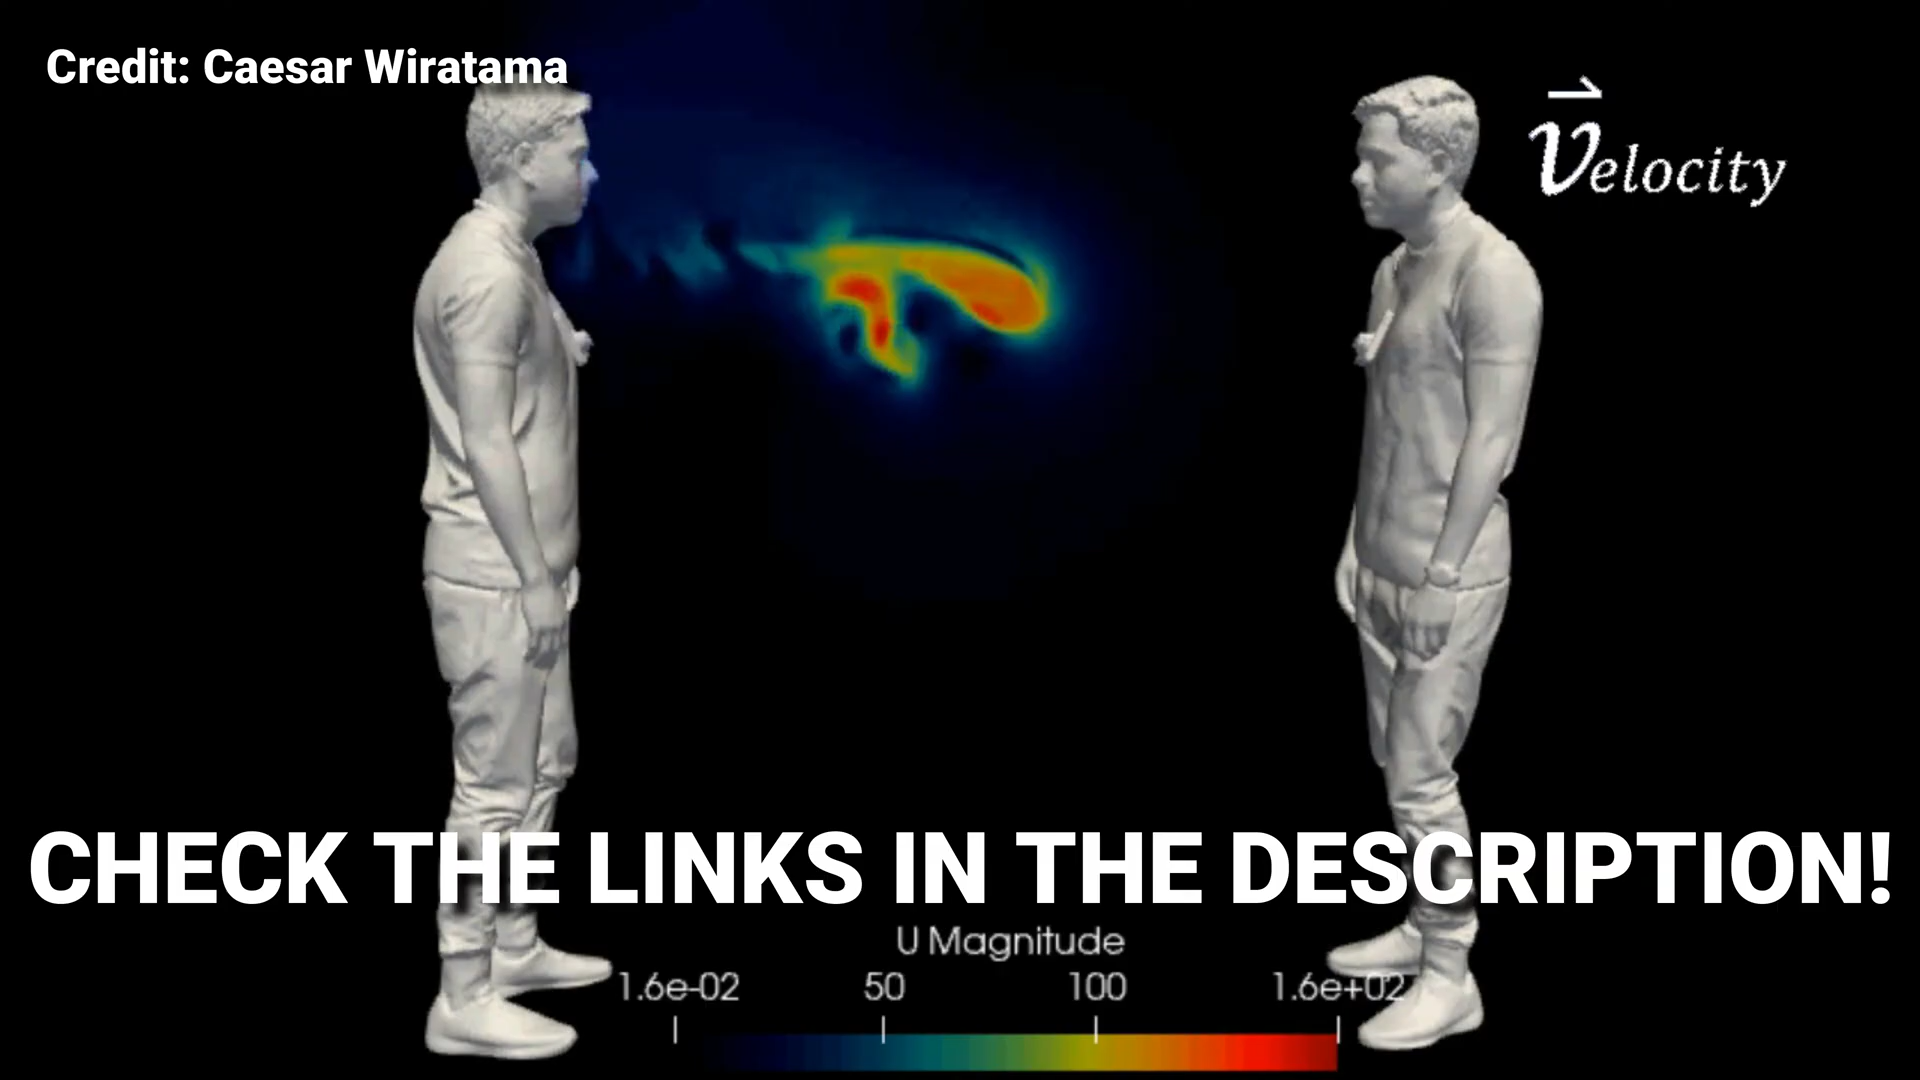 Credit: Caesar Wiratama
Velocity
CHECK THE LINKS IN THE DESCRIPTION!
U Magnitude
1.6e-02 50 100 1.6e+02